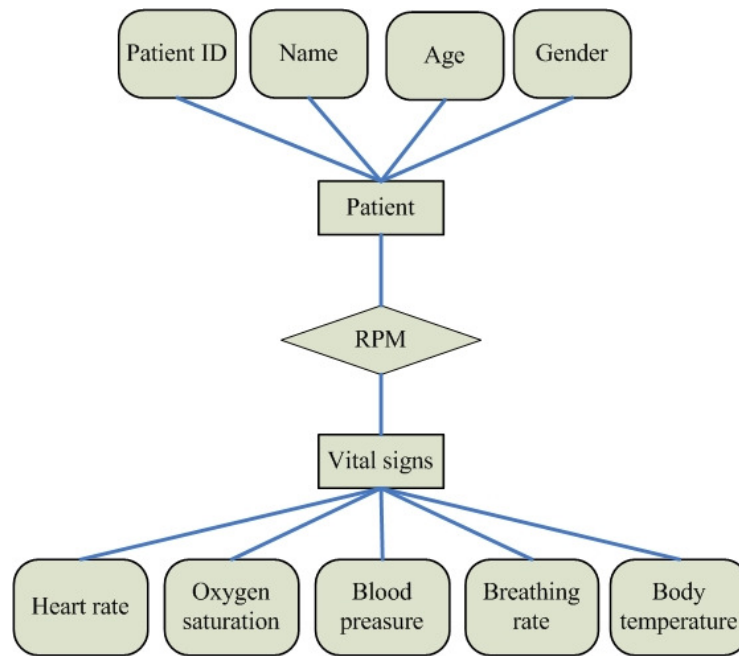 Patient ID
Name
Age
Gender
Patient
RPM
Vital signs
Heart rate
Oxygen
saturation
Blood
preasure
Breathing
rate
Body
temperature